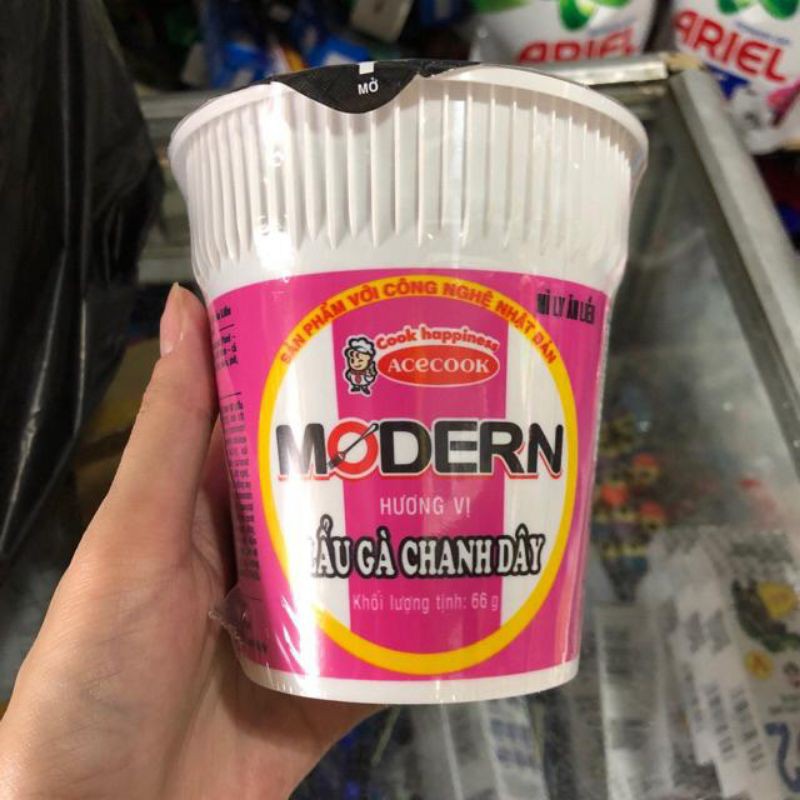 ARIEL
ARIEL
MỞ
SẢN PHẨM VỚI CÔNG NGHỆ NHẬT BẢN
MÌ LY ĂN LIỀN
Cook happiness
ACECOOK
MODERN
HƯƠNG VỊ
LẨU GÀ CHANH DÂY
Khối lượng tịnh: 66 g